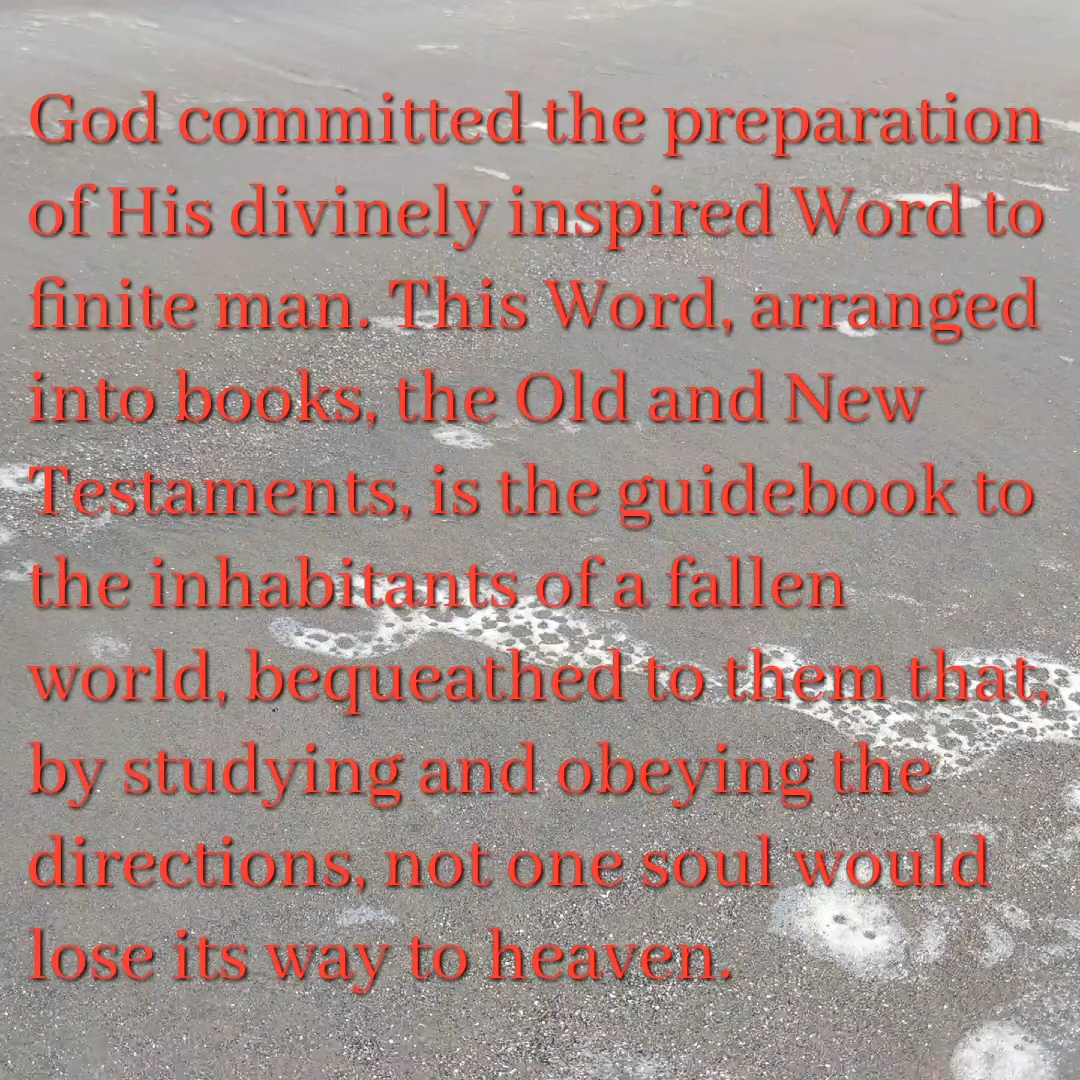 God committed the preparation
of His divinely inspired Word to
finite man. This Word, arranged
into books, the Old and New
Testaments, is the guidebook to
the inhabitants of a fallen
world, bequeathed to them that,
by studying and obeying the
directions, not one soul would
lose its way to heaven.